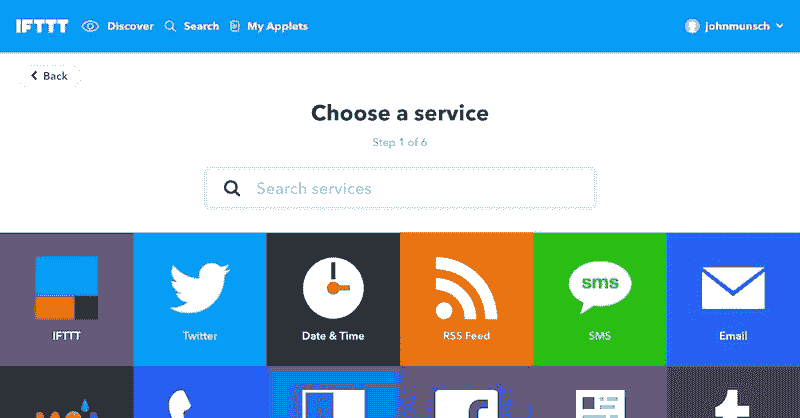 IFTTT Discover Search My Applets johnmunsch
Back
Choose a service
Step 1 of 6
Search services
sms
IFTTT Twitter Date & Time RSS Feed SMS Email